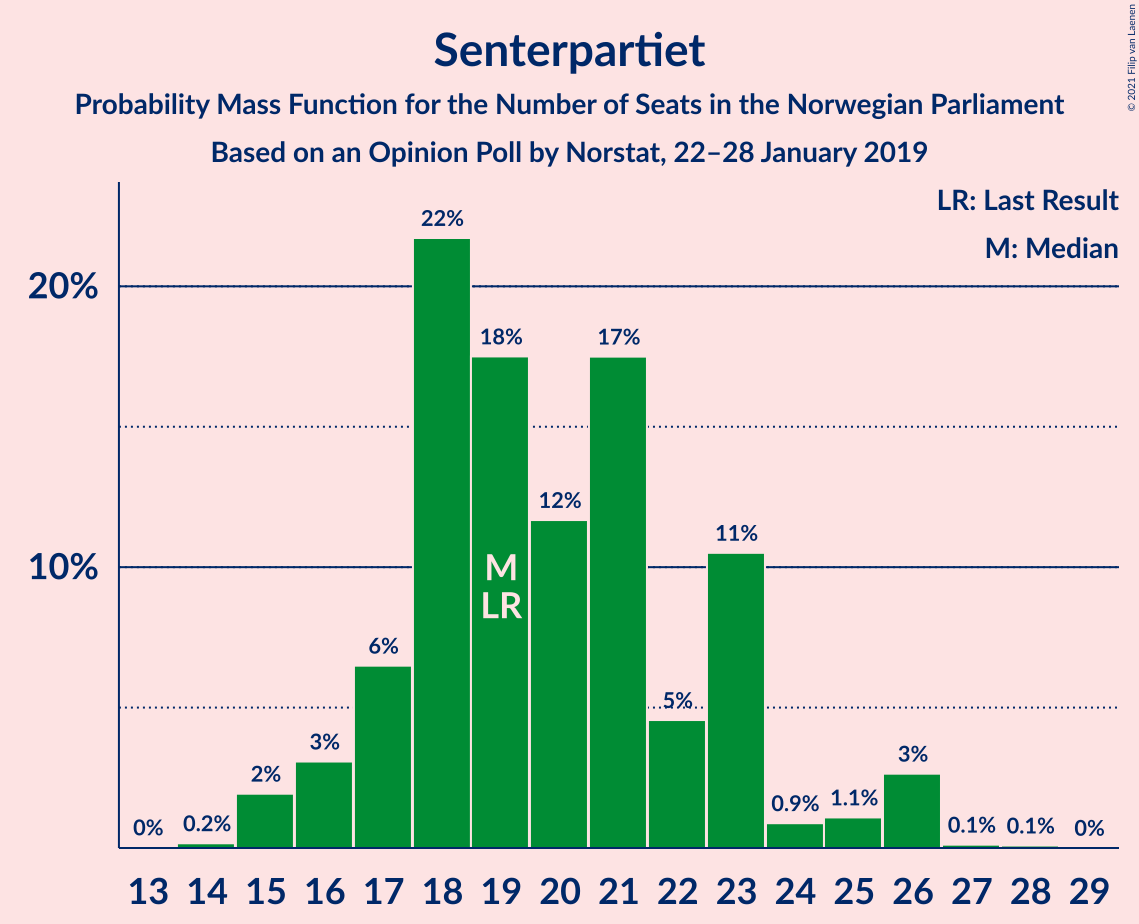 Senterpartiet
Probability Mass Function for the Number of Seats in the Norwegian Parliament
Based on an Opinion Poll by Norstat, 22–28 January 2019
© 2021 Filip van Laenen
LR: Last Result
M: Median
20%
10%
0%
0.2%
2%
3%
6%
22%
18%
12%
17%
5%
11%
0.9%
1.1%
3%
0.1%
0.1%
0%
M
LR
13 14 15 16 17 18 19 20 21 22 23 24 25 26 27 28 29